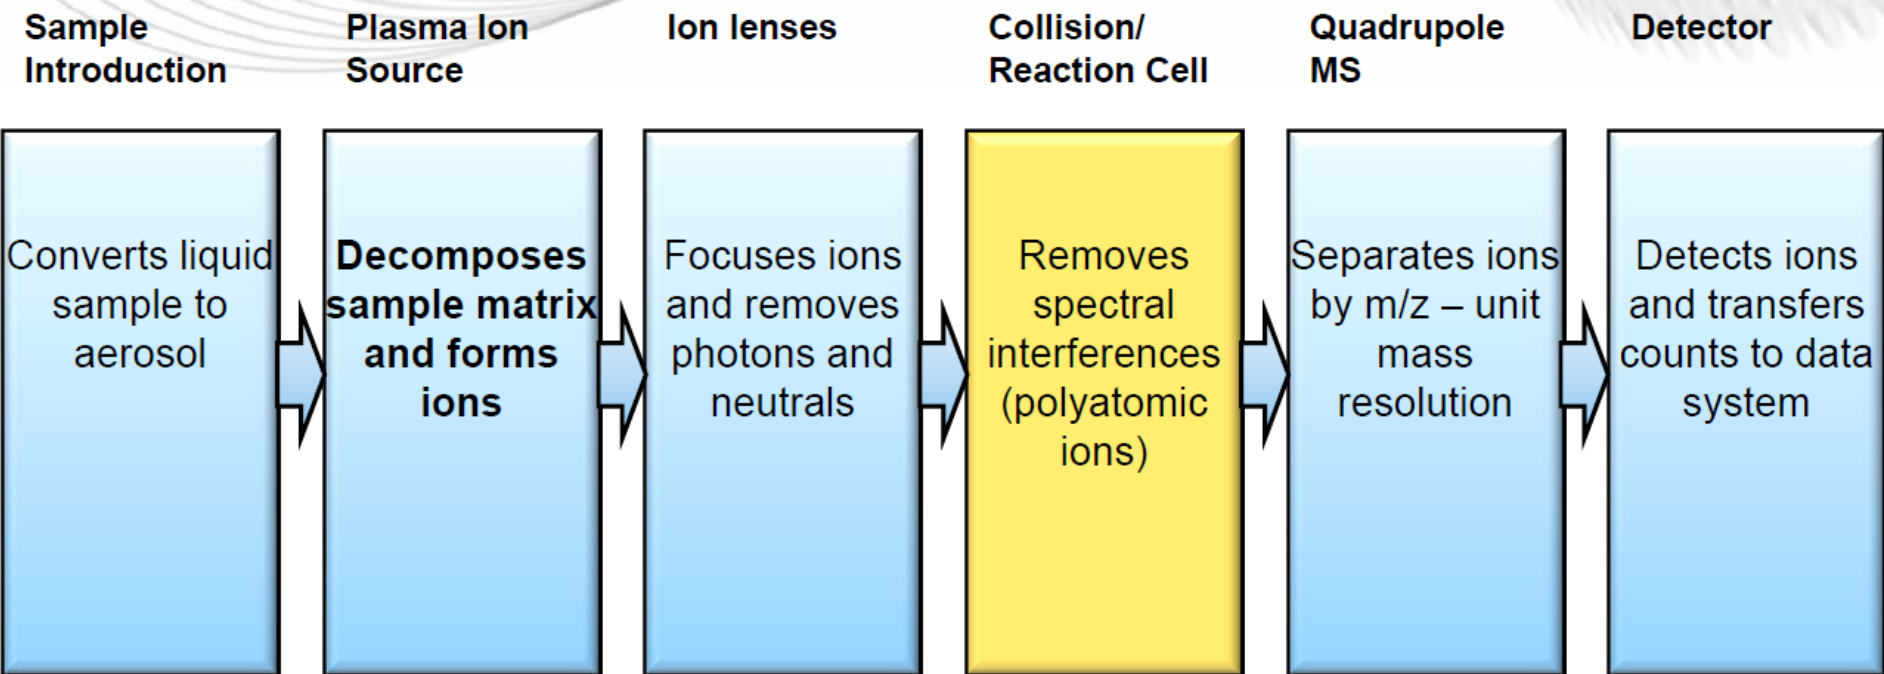 Sample
Introduction
Plasma Ion
Source
Ion lenses
Collision/
Reaction Cell
Quadrupole
MS
Detector
Converts liquid
sample to
aerosol
Decomposes
sample matrix
and forms
ions
Focuses ions
and removes
photons and
neutrals
Removes
spectral
interferences
(polyatomic
ions)
Separates ions
by m/z – unit
mass
resolution
Detects ions
and transfers
counts to data
system